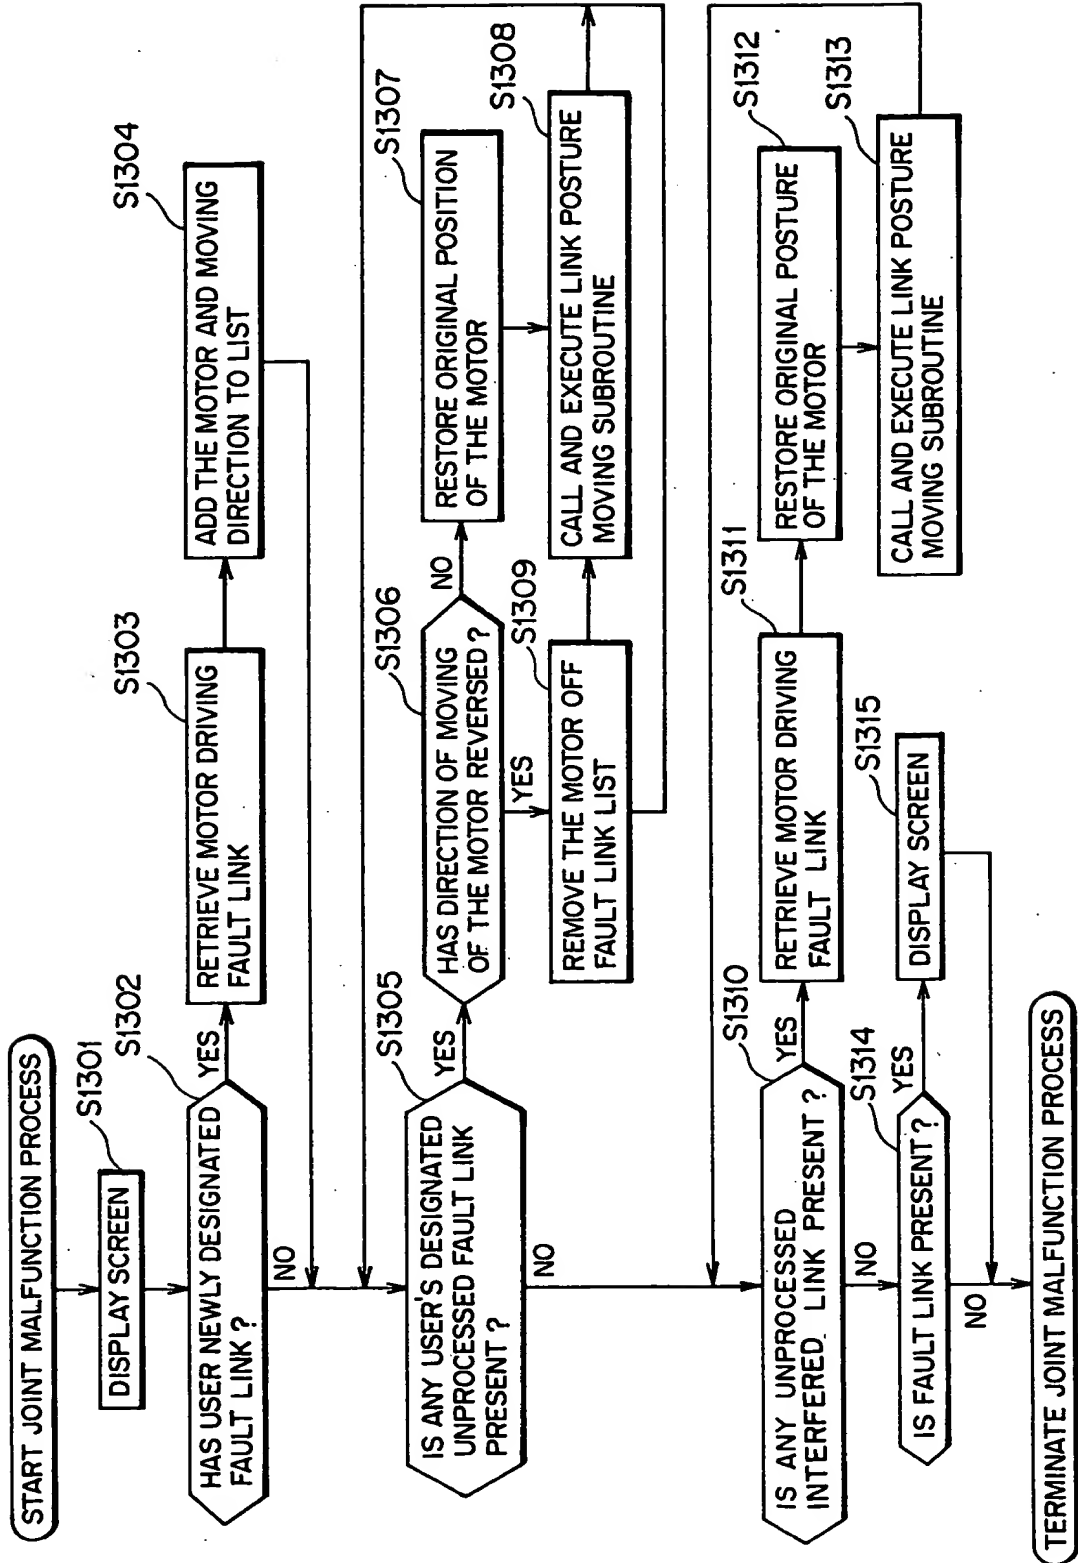 START JOINT MALFUNCTION PROCESS
S1301
DISPLAY SCREEN
S1302
HAS USER NEWLY DESIGNATED
FAULT LINK ?
YES
NO
S1303
RETRIEVE MOTOR DRIVING
FAULT LINK
S1304
ADD THE MOTOR AND MOVING
DIRECTION TO LIST
S1305
IS ANY USER'S DESIGNATED
UNPROCESSED FAULT LINK
PRESENT ?
YES
NO
S1306
HAS DIRECTION OF MOVING
OF THE MOTOR REVERSED ?
NO
YES
S1307
RESTORE ORIGINAL POSITION
OF THE MOTOR
S1309
REMOVE THE MOTOR OFF
FAULT LINK LIST
S1308
CALL AND EXECUTE LINK POSTURE
MOVING SUBROUTINE
S1310
IS ANY UNPROCESSED
INTERFERED. LINK PRESENT ?
YES
NO
S1311
RETRIEVE MOTOR DRIVING
FAULT LINK
S1312
RESTORE ORIGINAL POSTURE
OF THE MOTOR
S1313
CALL AND EXECUTE LINK POSTURE
MOVING SUBROUTINE
S1314
IS FAULT LINK PRESENT ?
YES
NO
S1315
DISPLAY SCREEN
TERMINATE JOINT MALFUNCTION PROCESS